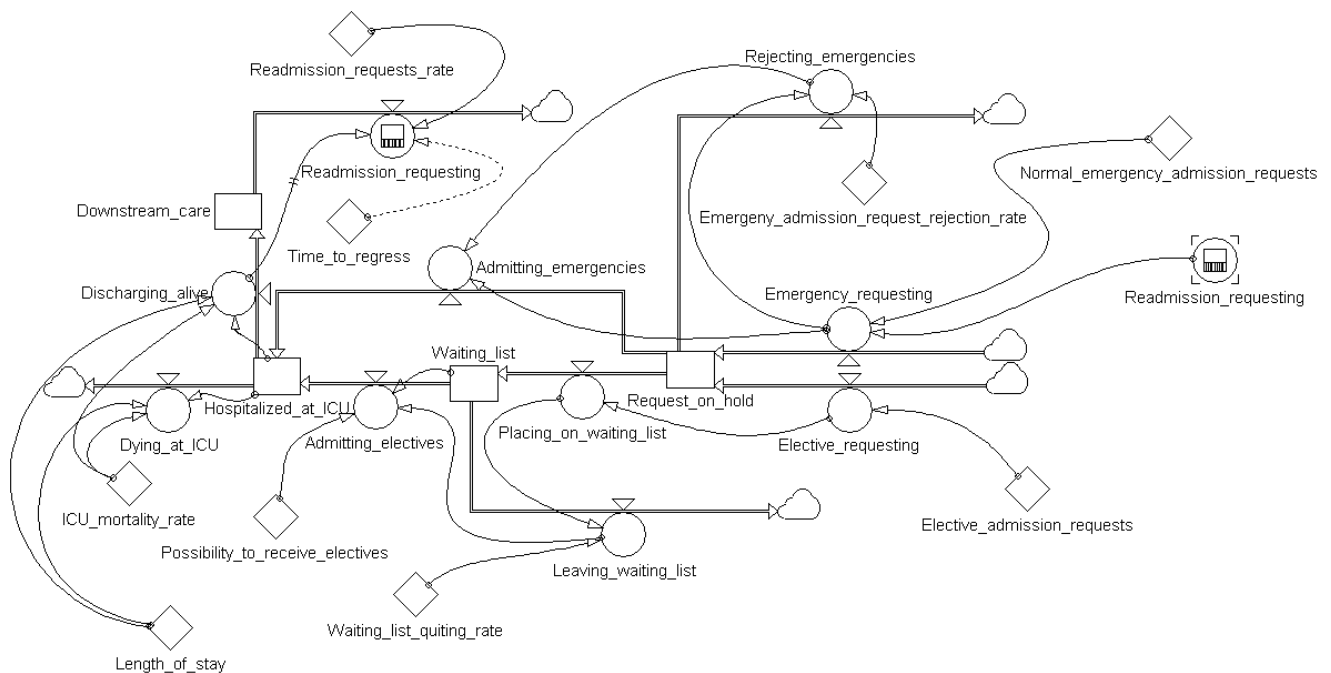 Rejecting_emergencies
Readmission_requests_rate
Readmission_requesting
Normal_emergency_admission_requests
Downstream_care
Emergeny_admission_request_rejection_rate
Time_to_regress
Admitting_emergencies
Discharging_alive
Emergency_requesting
Readmission_requesting
Waiting_list
Hospitalized_at_ICU
Request_on_hold
Dying_at_ICU
Admitting_electives
Placing_on_waiting_list
Elective_requesting
ICU_mortality_rate
Elective_admission_requests
Possibility_to_receive_electives
Leaving_waiting_list
Waiting_list_quiting_rate
Length_of_stay